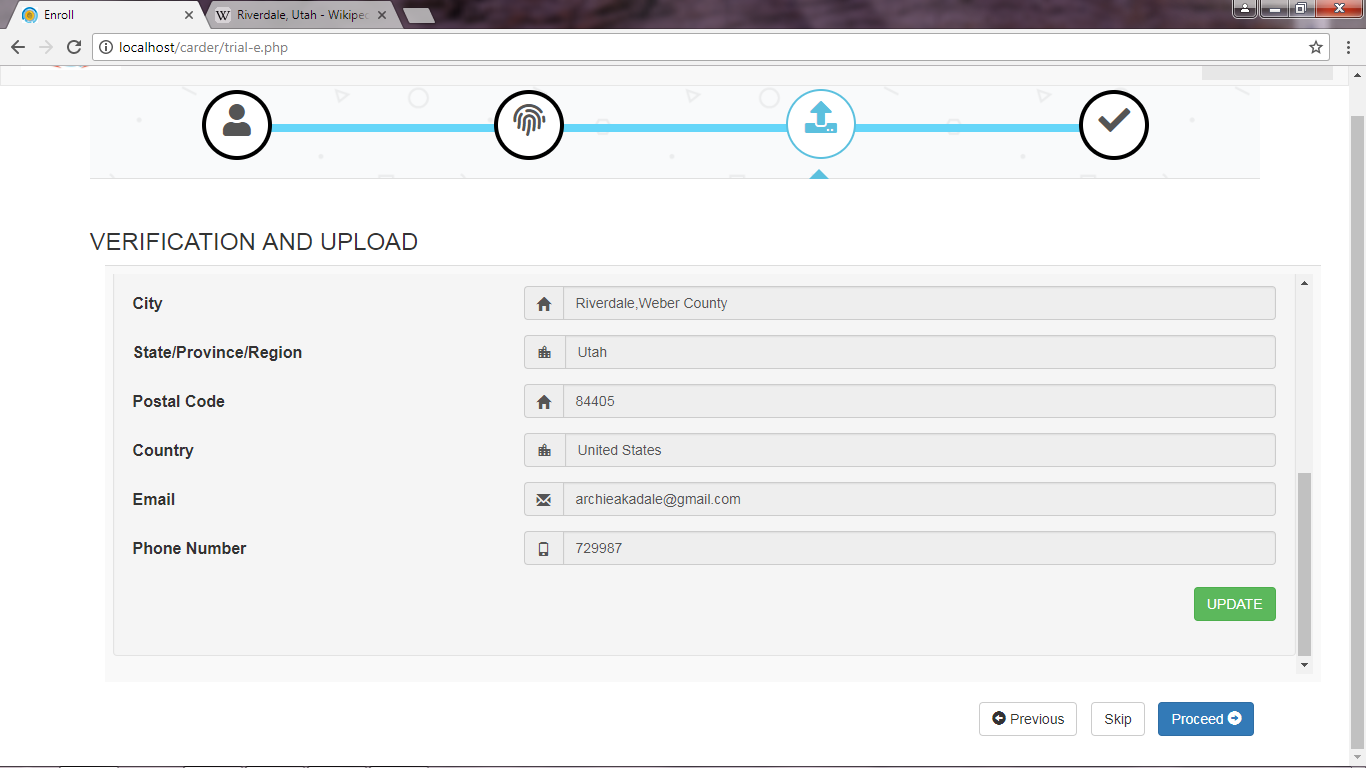 Enroll
Riverdale, Utah - Wikipe
localhost/carder/trial-e.php
VERIFICATION AND UPLOAD
City
Riverdale,Weber County
State/Province/Region
Utah
Postal Code
84405
Country
United States
Email
archieakadale@gmail.com
Phone Number
729987
UPDATE
Previous
Skip
Proceed